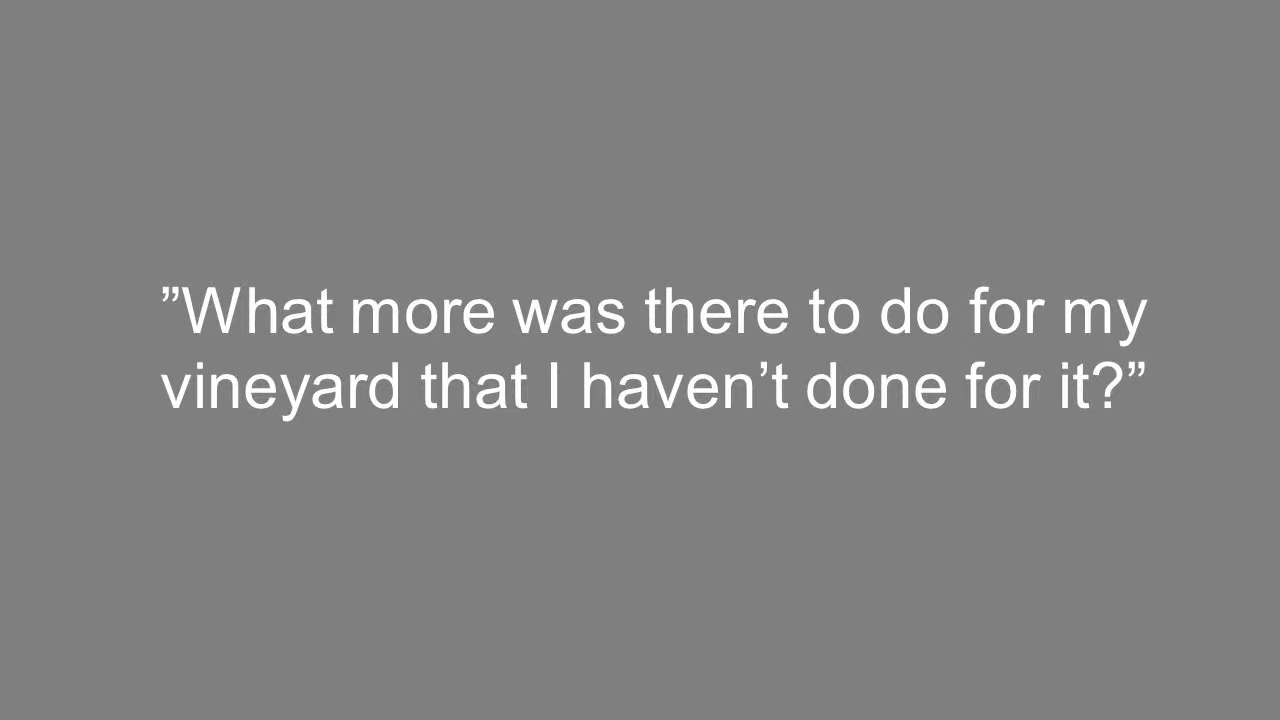 ”What more was there to do for my
vineyard that I haven’t done for it?”